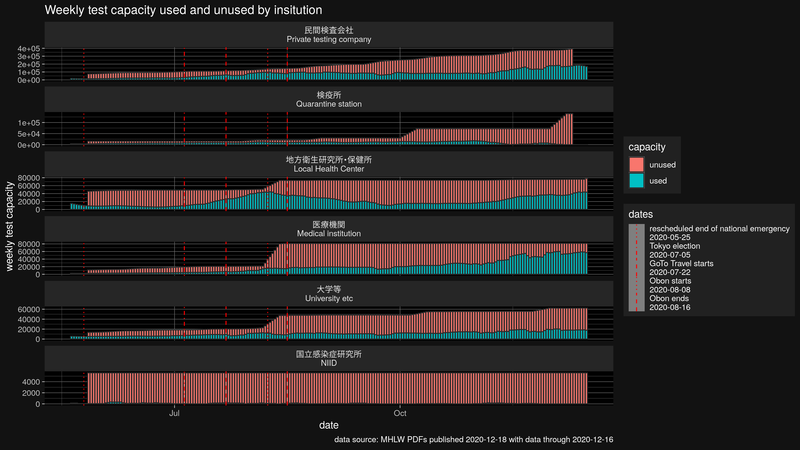 Weekly test capacity used and unused by insitution
民間検査会社
Private testing company
4e+05
3e+05
2e+05
1e+05
0e+00
検疫所
Quarantine station
1e+05
5e+04
0e+00
地方衛生研究所・保健所
Local Health Center
80000
60000
40000
20000
0
医療機関
Medical institution
80000
60000
40000
20000
0
大学等
University etc
60000
40000
20000
0
国立感染症研究所
NIID
4000
2000
0
Jul
Oct
date
weekly test capacity
capacity
unused
used
dates
rescheduled end of national emergency
2020-05-25
Tokyo election
2020-07-05
GoTo Travel starts
2020-07-22
Obon starts
2020-08-08
Obon ends
2020-08-16
data source: MHLW PDFs published 2020-12-18 with data through 2020-12-16